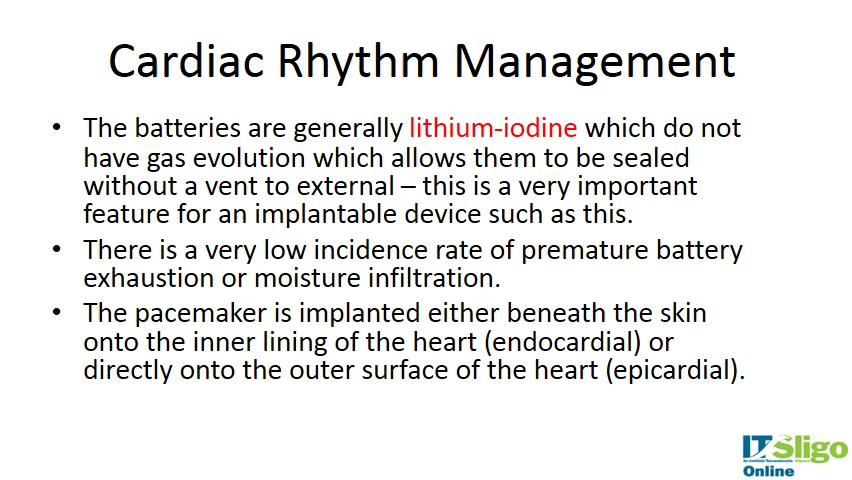 Cardiac Rhythm Management
• The batteries are generally lithium-iodine which do not
have gas evolution which allows them to be sealed
without a vent to external – this is a very important
feature for an implantable device such as this.
• There is a very low incidence rate of premature battery
exhaustion or moisture infiltration.
• The pacemaker is implanted either beneath the skin
onto the inner lining of the heart (endocardial) or
directly onto the outer surface of the heart (epicardial).
IT Sligo
Online